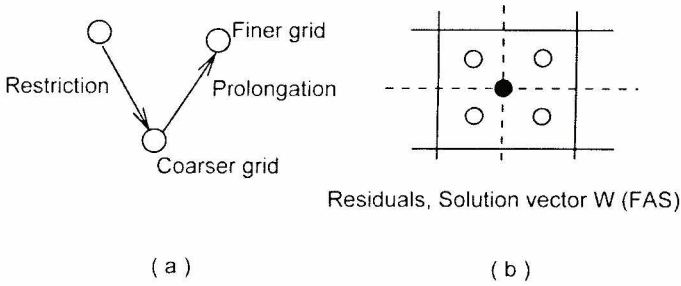 Finer grid
Restriction
Prolongation
Coarser grid
Residuals, Solution vector W (FAS)
( a )
( b )